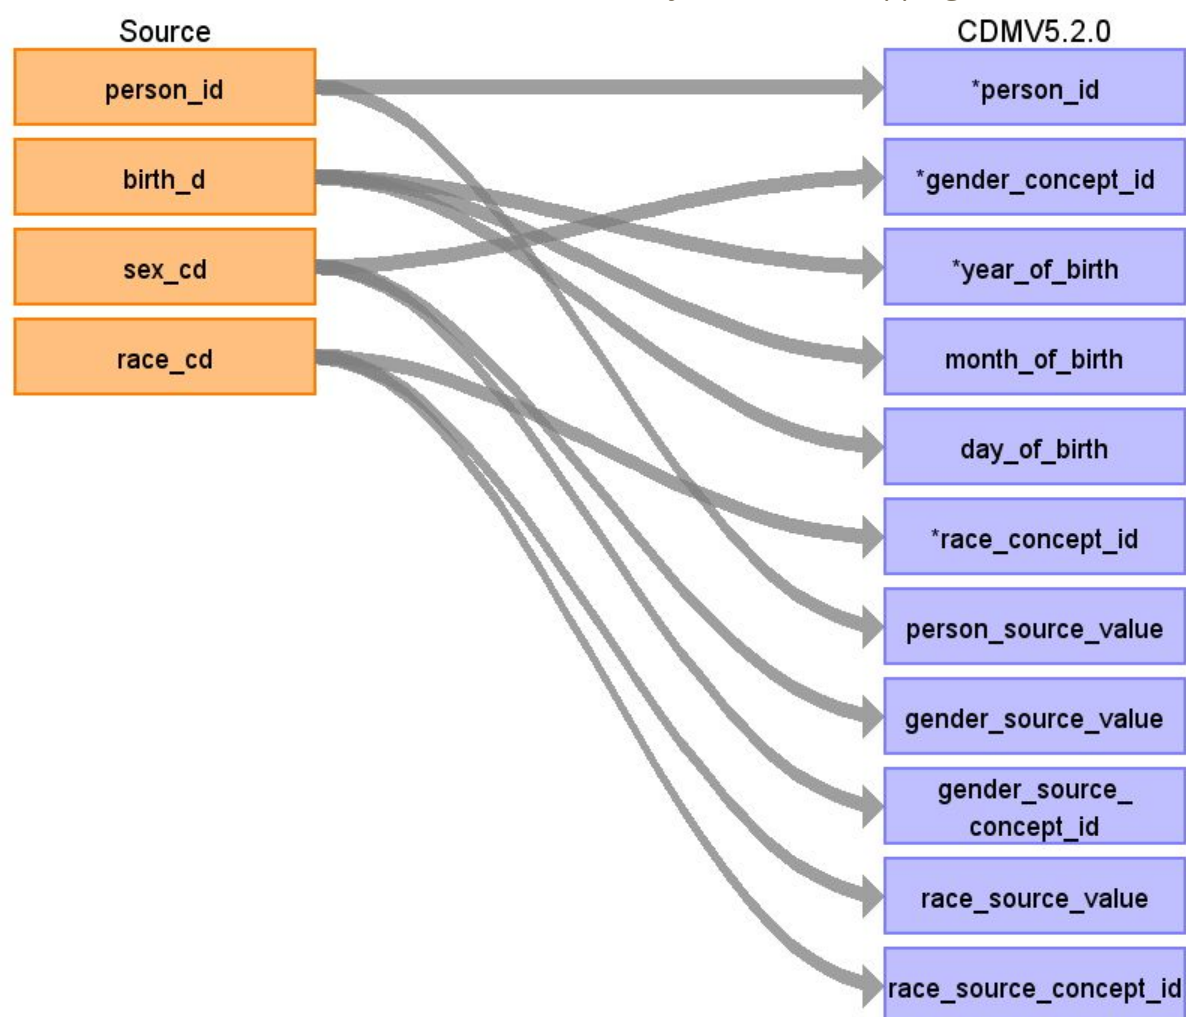 Source
CDMV5.2.0
person_id
*person_id
birth_d
*gender_concept_id
sex_cd
*year_of_birth
race_cd
month_of_birth
day_of_birth
*race_concept_id
person_source_value
gender_source_value
gender_source_
concept_id
race_source_value
race_source_concept_id